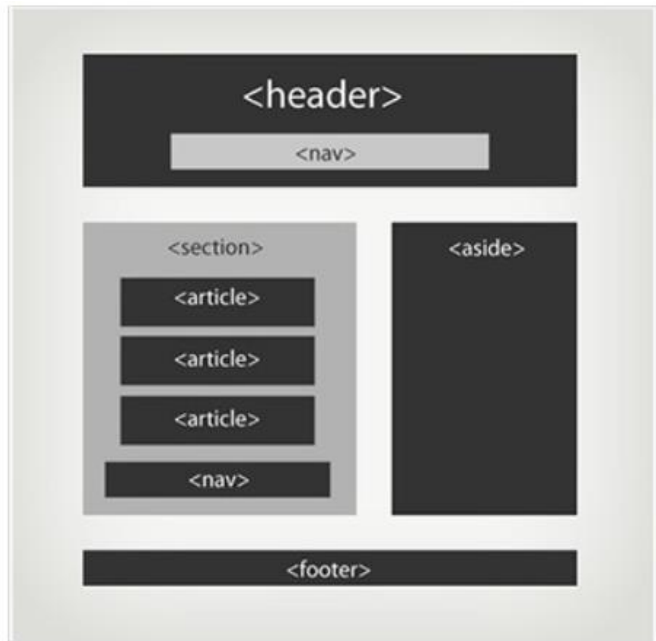 <header>
<nav>
<section>
<article>
<article>
<article>
<nav>
<aside>
<footer>